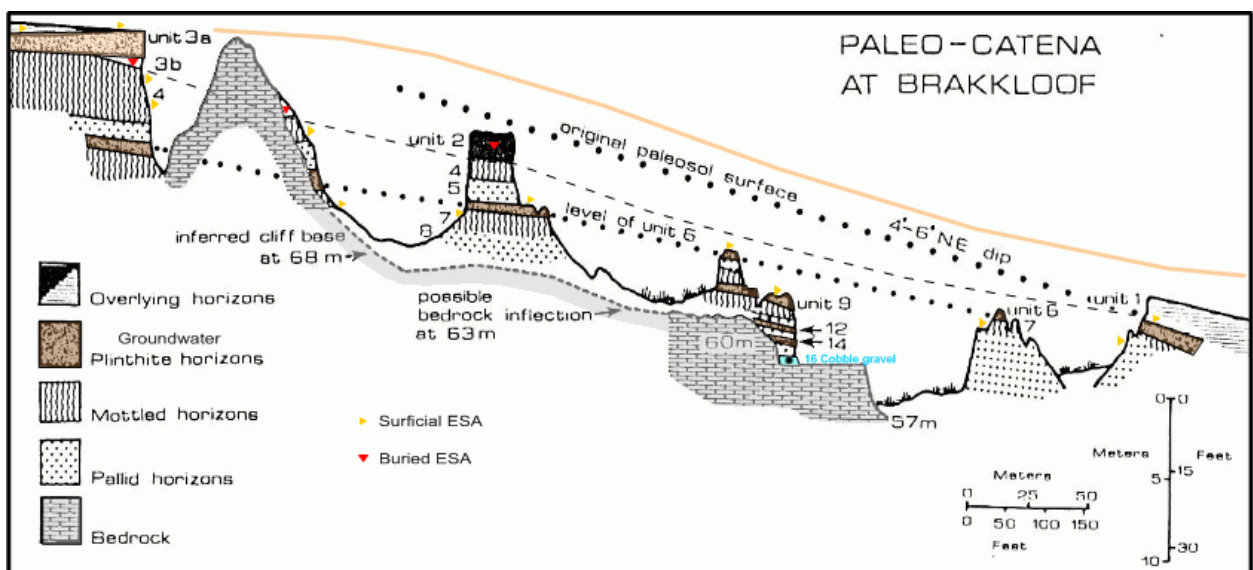 PALEO-CATENA
AT BRAKKLOOF
unit 3a
3b
4
unit 2
4
5
7
8
original paleosol surface
level of unit 6
4°-6° NE dip
inferred cliff base
at 68 m
possible
bedrock inflection
at 63 m
unit 9
12
14
16 Cobble gravel
60m
57m
unit 6
7
unit 1
Overlying horizons
Groundwater
Plinthite horizons
Mottled horizons
Pallid horizons
Bedrock
Surficial ESA
Buried ESA
Meters
0 25 50
0 50 100 150
Feet
Meters Feet
0 0
5 15
10 30